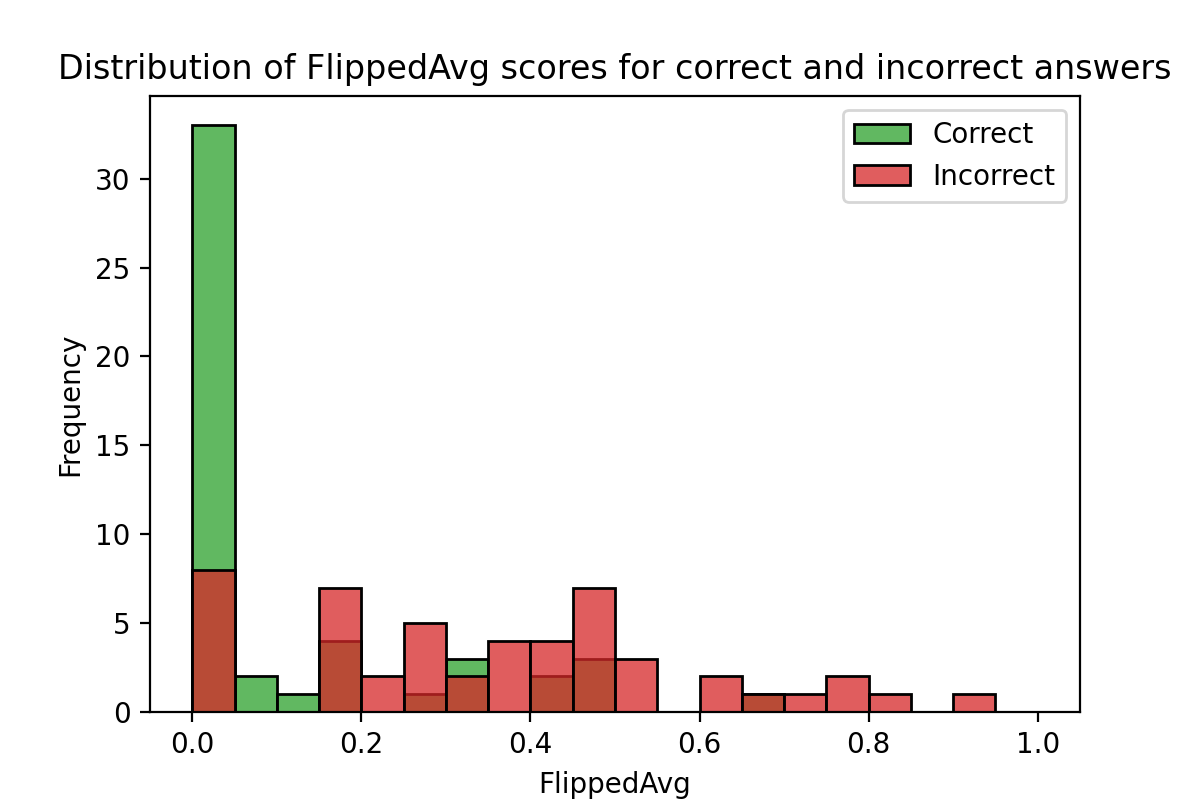 Distribution of FlippedAvg scores for correct and incorrect answers
Correct
Incorrect
Frequency
30
25
20
15
10
5
0
0.0 0.2 0.4 0.6 0.8 1.0
FlippedAvg